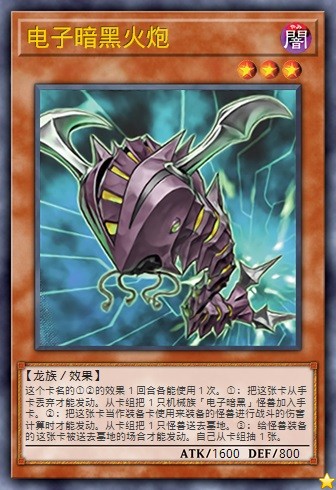 电子暗黑火炮
闇
【龙族／效果】
这个卡名的①②的效果1回合各能使用1次。①：把这张卡从手
卡丢弃才能发动。从卡组把1只机械族「电子暗黑」怪兽加入手
卡。②：把这张卡当作装备卡使用来装备的怪兽进行战斗的伤害
计算时才能发动。从卡组把1只怪兽送去墓地。③：给怪兽装备
的这张卡被送去墓地的场合才能发动。自己从卡组抽1张。
ATK/1600 DEF/800